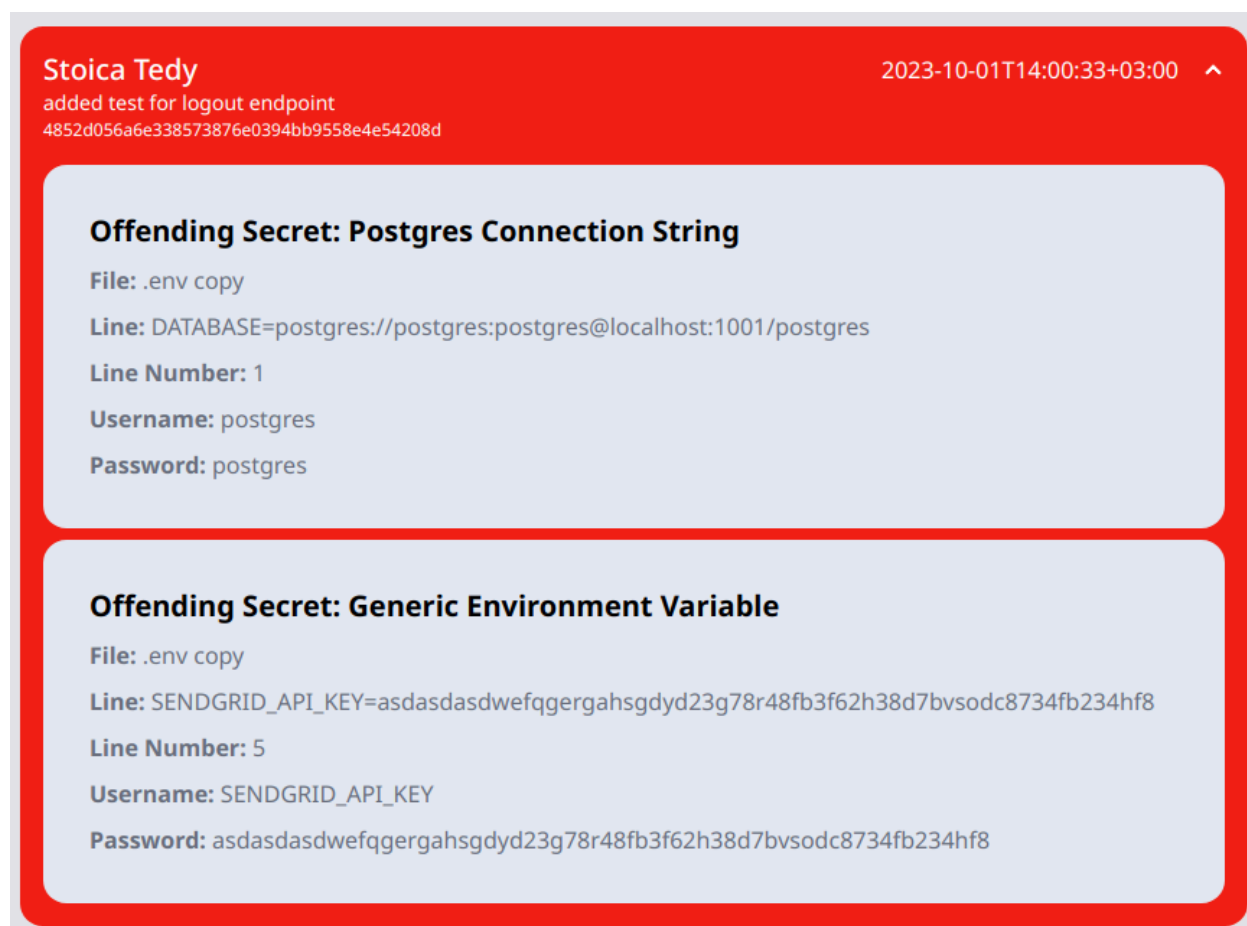 Stoica Tedy
2023-10-01T14:00:33+03:00
added test for logout endpoint
4852d056a6e338573876e0394bb9558e4e54208d
Offending Secret: Postgres Connection String
File: .env copy
Line: DATABASE=postgres://postgres:postgres@localhost:1001/postgres
Line Number: 1
Username: postgres
Password: postgres
Offending Secret: Generic Environment Variable
File: .env copy
Line: SENDGRID_API_KEY=asdasdasdwefqgergahsgdyd23g78r48fb3f62h38d7bvsodc8734fb234hf8
Line Number: 5
Username: SENDGRID_API_KEY
Password: asdasdasdwefqgergahsgdyd23g78r48fb3f62h38d7bvsodc8734fb234hf8